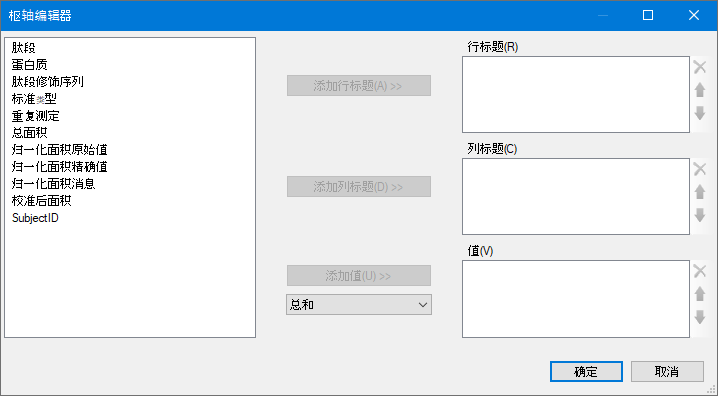 枢轴编辑器
肽段
蛋白质
肽段修饰序列
标准类型
重复测定
总面积
归一化面积原始值
归一化面积精确值
归一化面积消息
校准后面积
SubjectID
添加行标题(A) >>
添加列标题(D) >>
添加值(U) >>
总和
行标题(R)
列标题(C)
值(V)
确定
取消